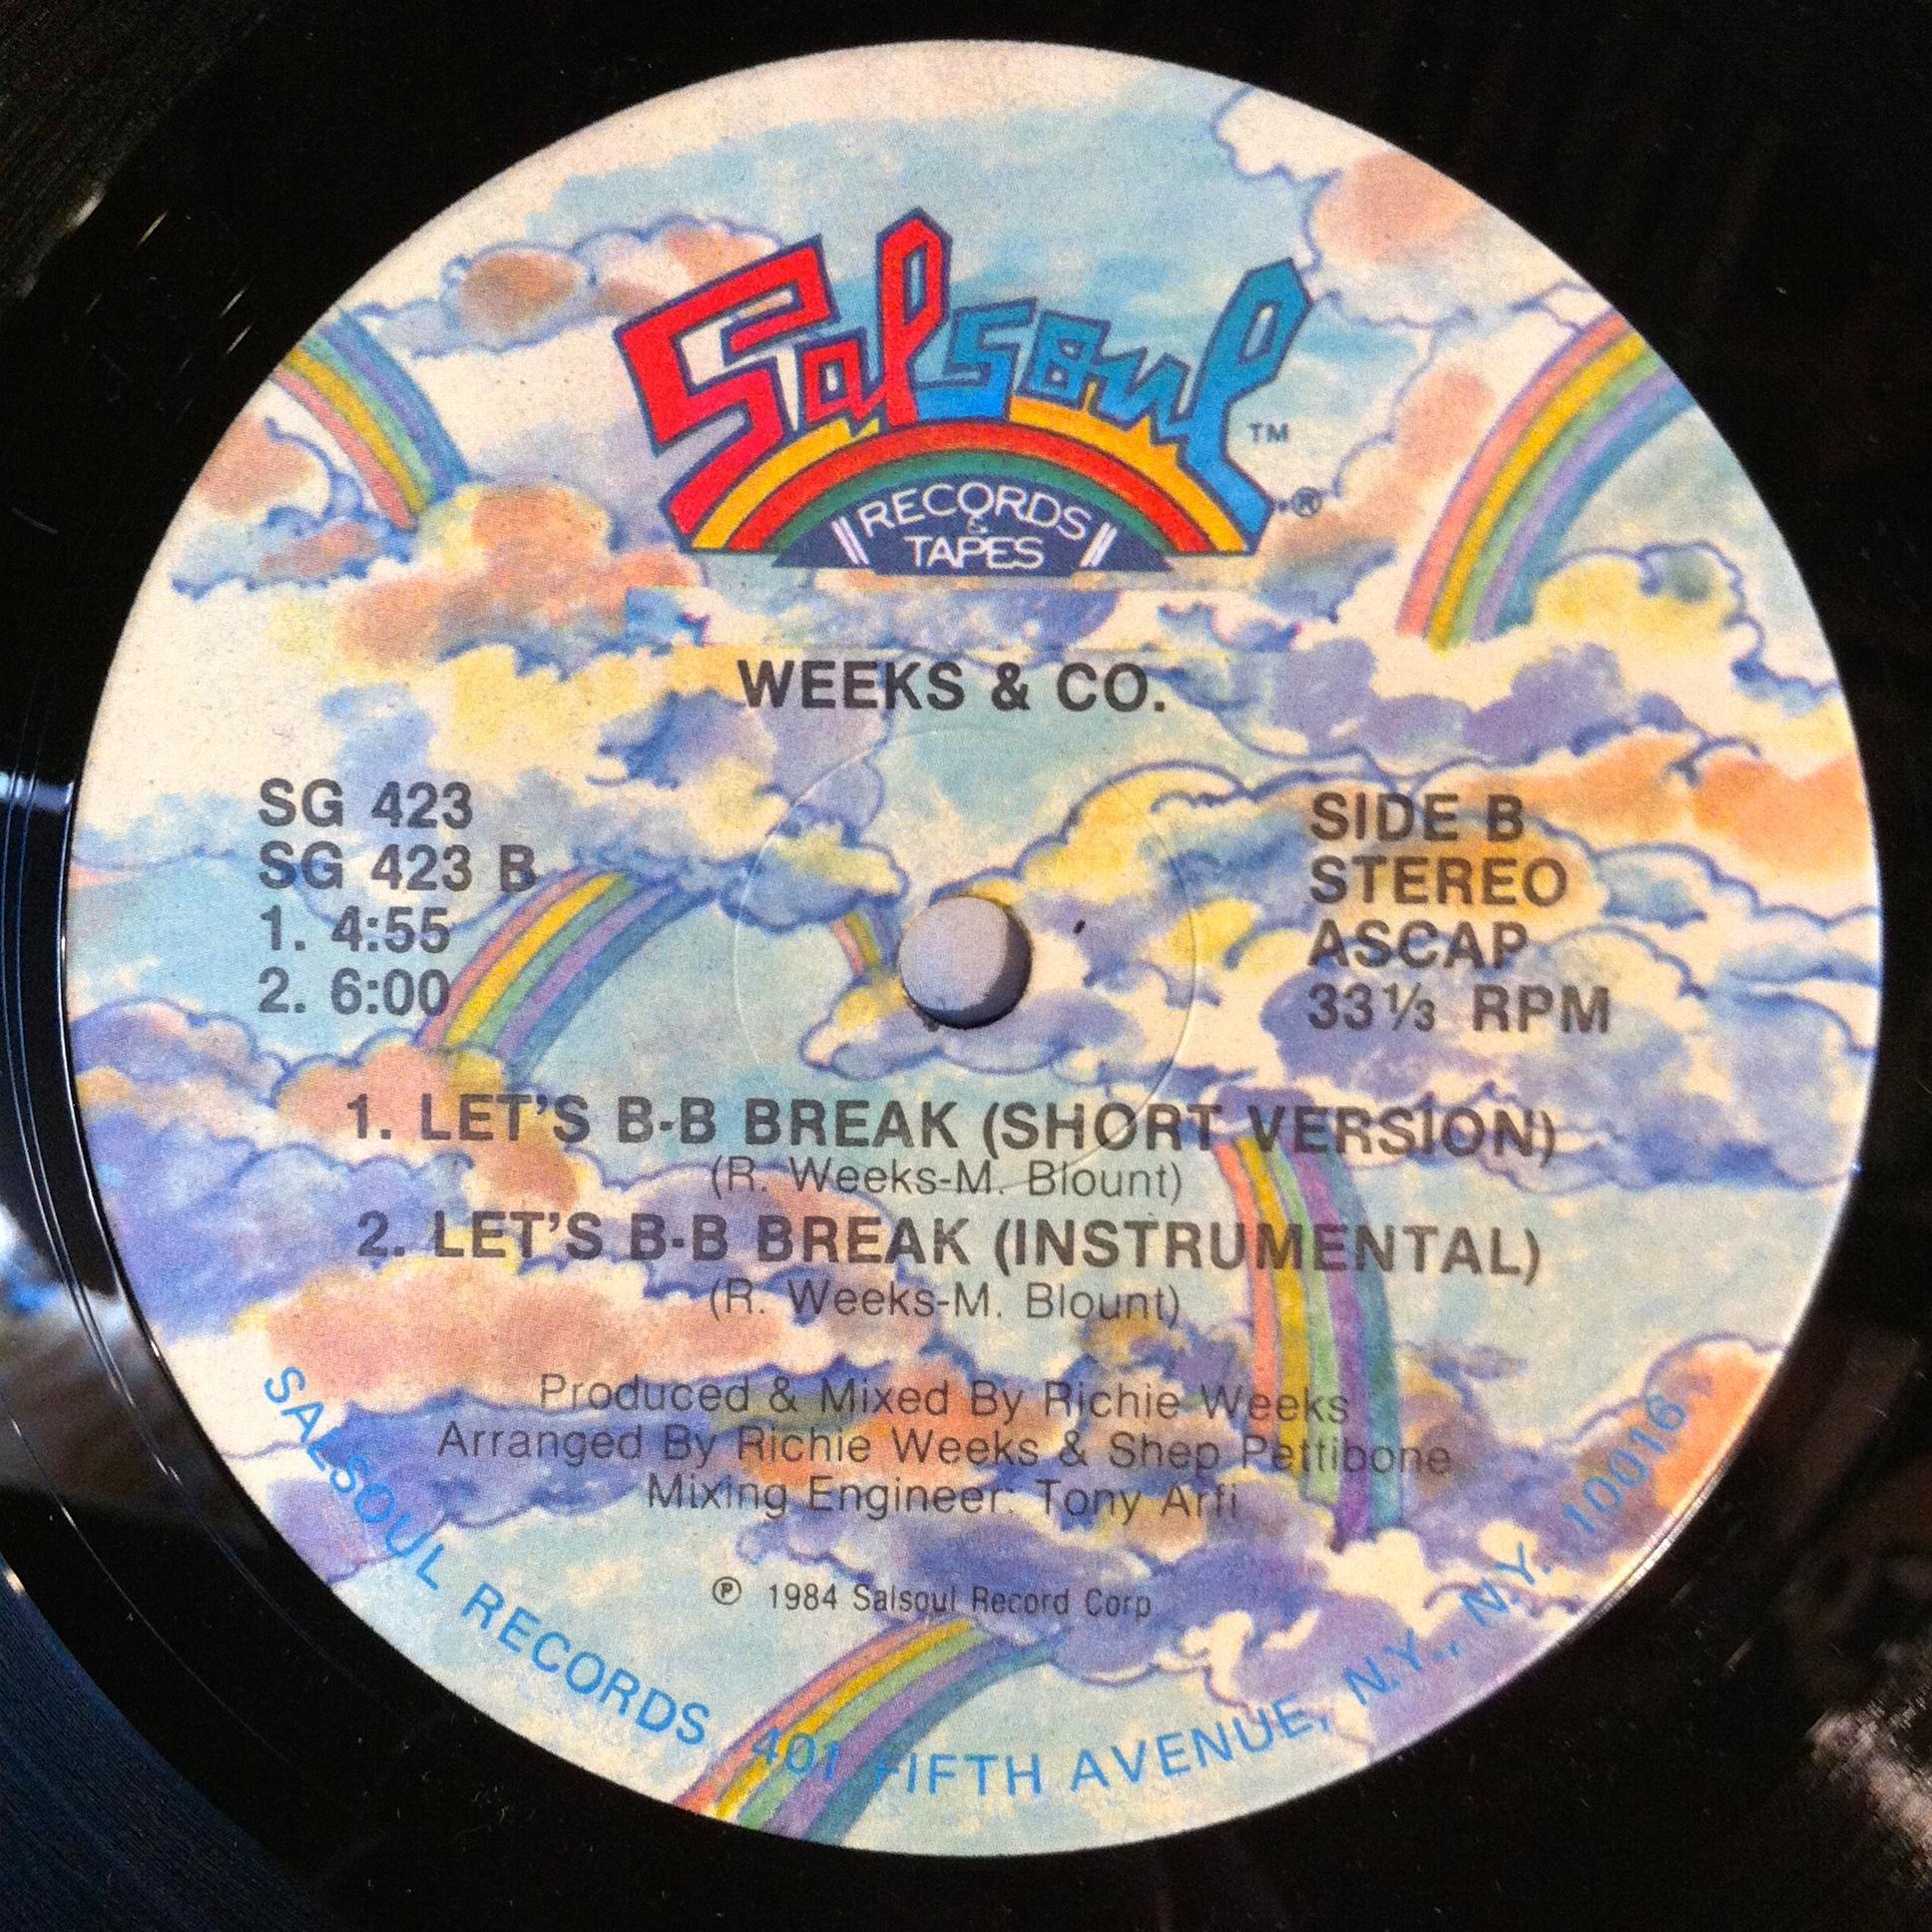 Salsoul
TM
®
RECORDS
&
TAPES
WEEKS & CO.
SG 423
SG 423 B
1. 4:55
2. 6:00
SIDE B
STEREO
ASCAP
33⅓ RPM
1. LET'S B-B BREAK (SHORT VERSION)
(R. Weeks-M. Blount)
2. LET'S B-B BREAK (INSTRUMENTAL)
(R. Weeks-M. Blount)
Produced & Mixed By Richie Weeks
Arranged By Richie Weeks & Shep Pettibone
Mixing Engineer: Tony Arfi
℗ 1984 Salsoul Record Corp
SALSOUL RECORDS 401 FIFTH AVENUE, N.Y., N.Y. 10016